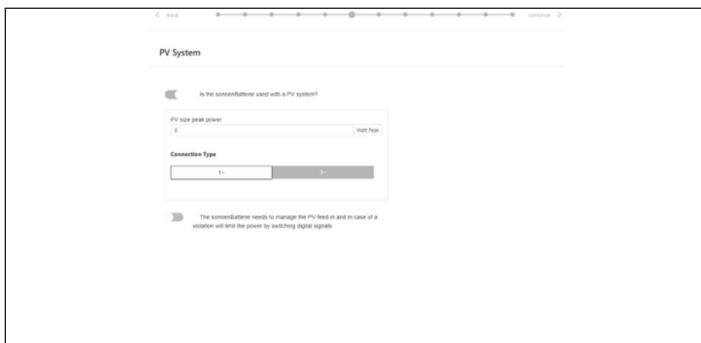 back
continue
PV System
Is the sonnenBatterie used with a PV system?
PV size peak power
0
Watt Peak
Connection Type
1~
3~
The sonnenBatterie needs to manage the PV feed-in and in case of a
violation will limit the power by switching digital signals.